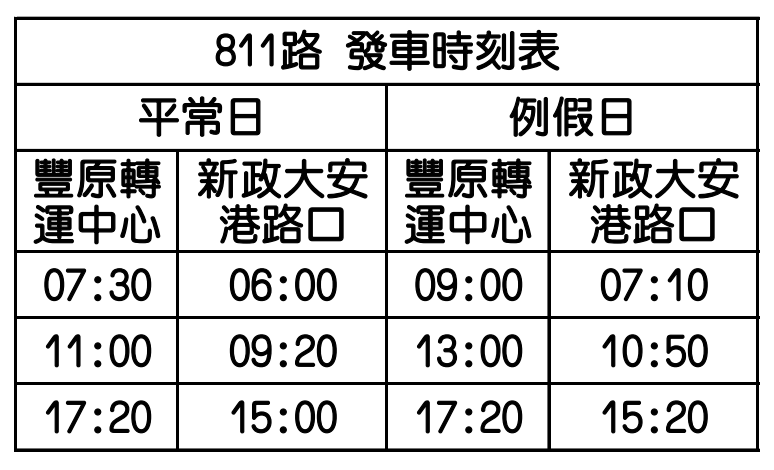 811路 發車時刻表
平常日 例假日
豐原轉 新政大安 豐原轉 新政大安
運中心 港路口 運中心 港路口
07:30 06:00 09:00 07:10
11:00 09:20 13:00 10:50
17:20 15:00 17:20 15:20